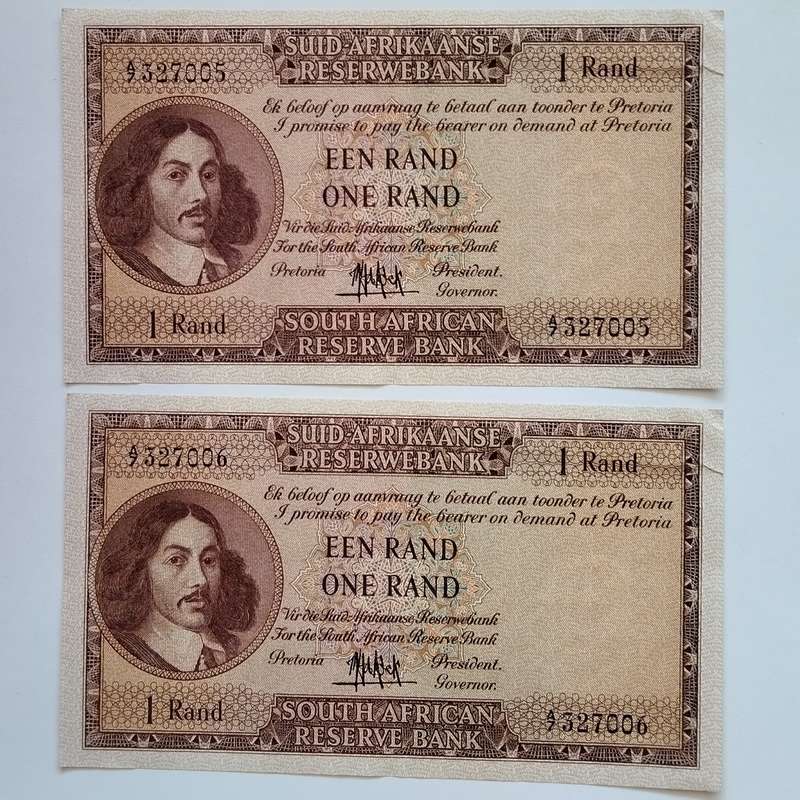 SUID-AFRIKAANSE
RESERWEBANK
A/7 327005
1 Rand
Ek beloof op aanvraag te betaal aan toonder te Pretoria
I promise to pay the bearer on demand at Pretoria
EEN RAND
ONE RAND
Vir die Suid-Afrikaanse Reserwebank
For the South African Reserve Bank
Pretoria President.
Governor.
1 Rand
SOUTH AFRICAN
RESERVE BANK
A/7 327005
SUID-AFRIKAANSE
RESERWEBANK
A/7 327006
1 Rand
Ek beloof op aanvraag te betaal aan toonder te Pretoria
I promise to pay the bearer on demand at Pretoria
EEN RAND
ONE RAND
Vir die Suid-Afrikaanse Reserwebank
For the South African Reserve Bank
Pretoria President.
Governor.
1 Rand
SOUTH AFRICAN
RESERVE BANK
A/7 327006